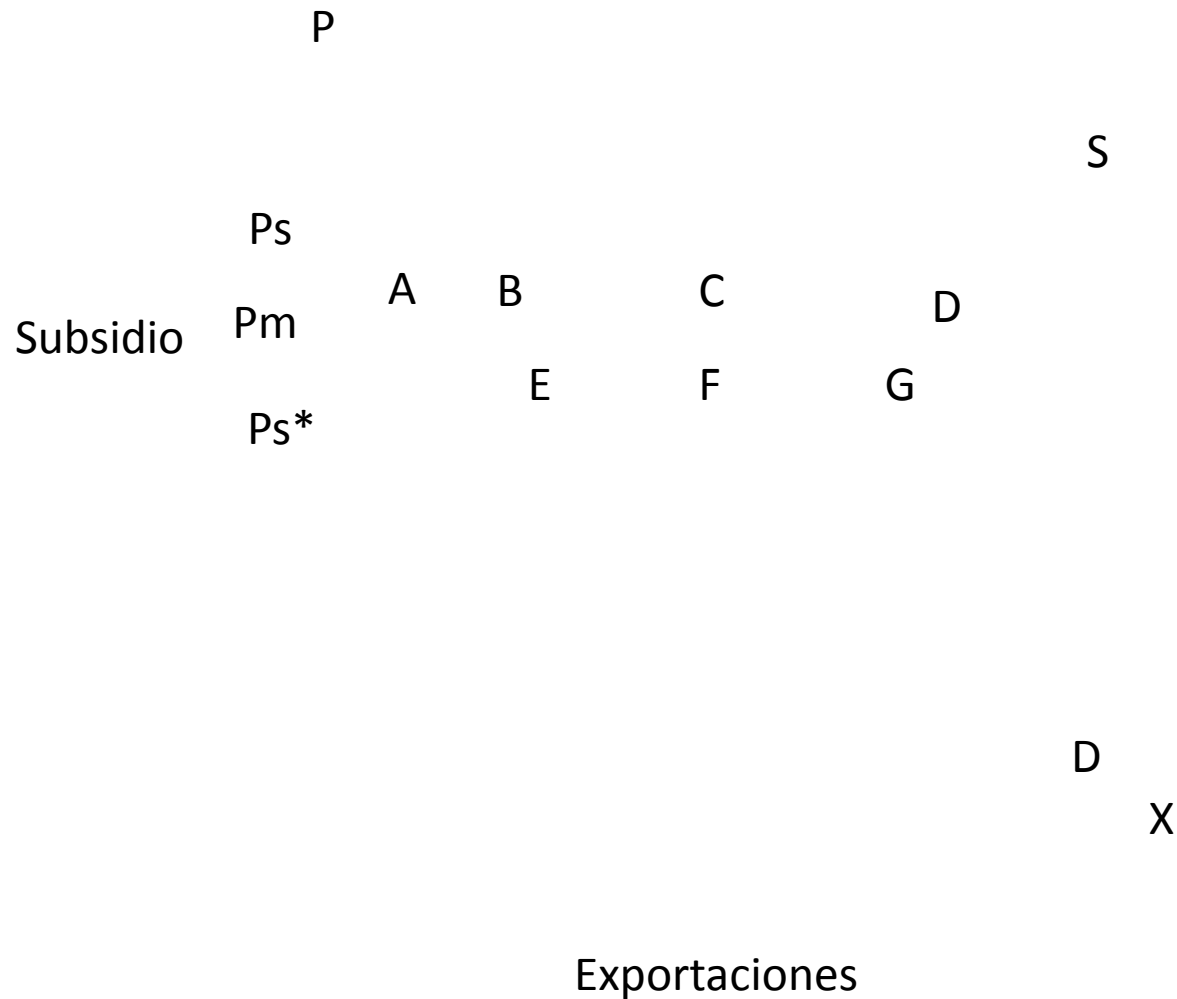 P
S
Ps
A B C D
Subsidio Pm
E F G
Ps*
D
X
Exportaciones